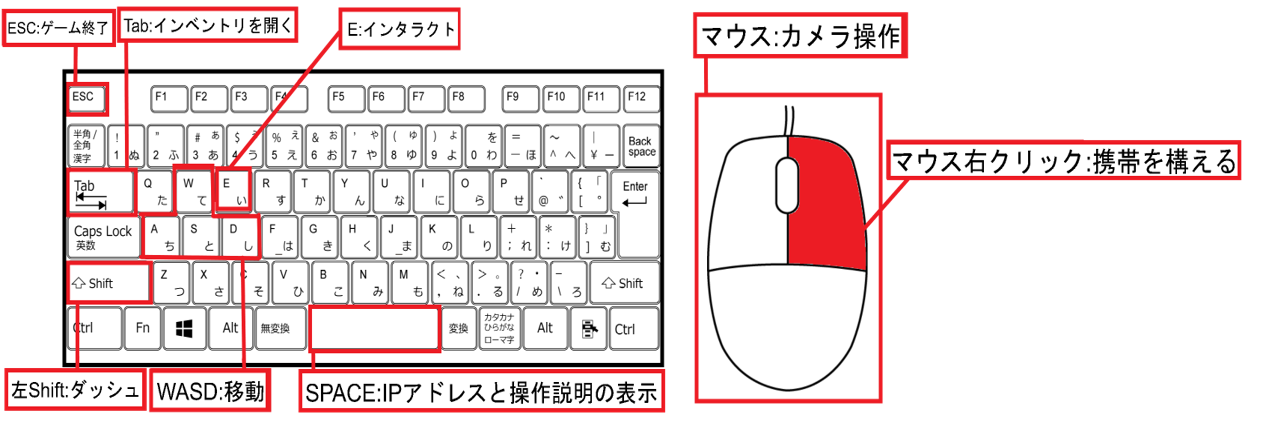 ESC:ゲーム終了
Tab:インベントリを開く
E:インタラクト
マウス:カメラ操作
ESC F1 F2 F3 F4 F5 F6 F7 F8 F9 F10 F11 F12
半角/全角 漢字 ! 1 ぬ " 2 ふ # ぁ 3 あ $ ぅ 4 う % ぇ 5 え & ぉ 6 お ' ゃ 7 や ( ゅ 8 ゆ ) ょ 9 よ を 0 わ = - ほ ~ ^ へ | ¥ ー Back space
マウス右クリック:携帯を構える
Tab Q た W て E い R す T か Y ん U な I に O ら P せ ` @ ゛ { 「 [ ゜ Enter
Caps Lock 英数 A ち S と D し F _は G き H く J _ま K の L り + ; れ * : け } 」 ] む
Shift Z つ X さ C そ V ひ B こ N み M も < 、 , ね > 。 . る ? ・ / め _ \ ろ Shift
Ctrl Fn Alt 無変換 変換 カタカナ ひらがな ローマ字 Alt Ctrl
左Shift:ダッシュ
WASD:移動
SPACE:IPアドレスと操作説明の表示